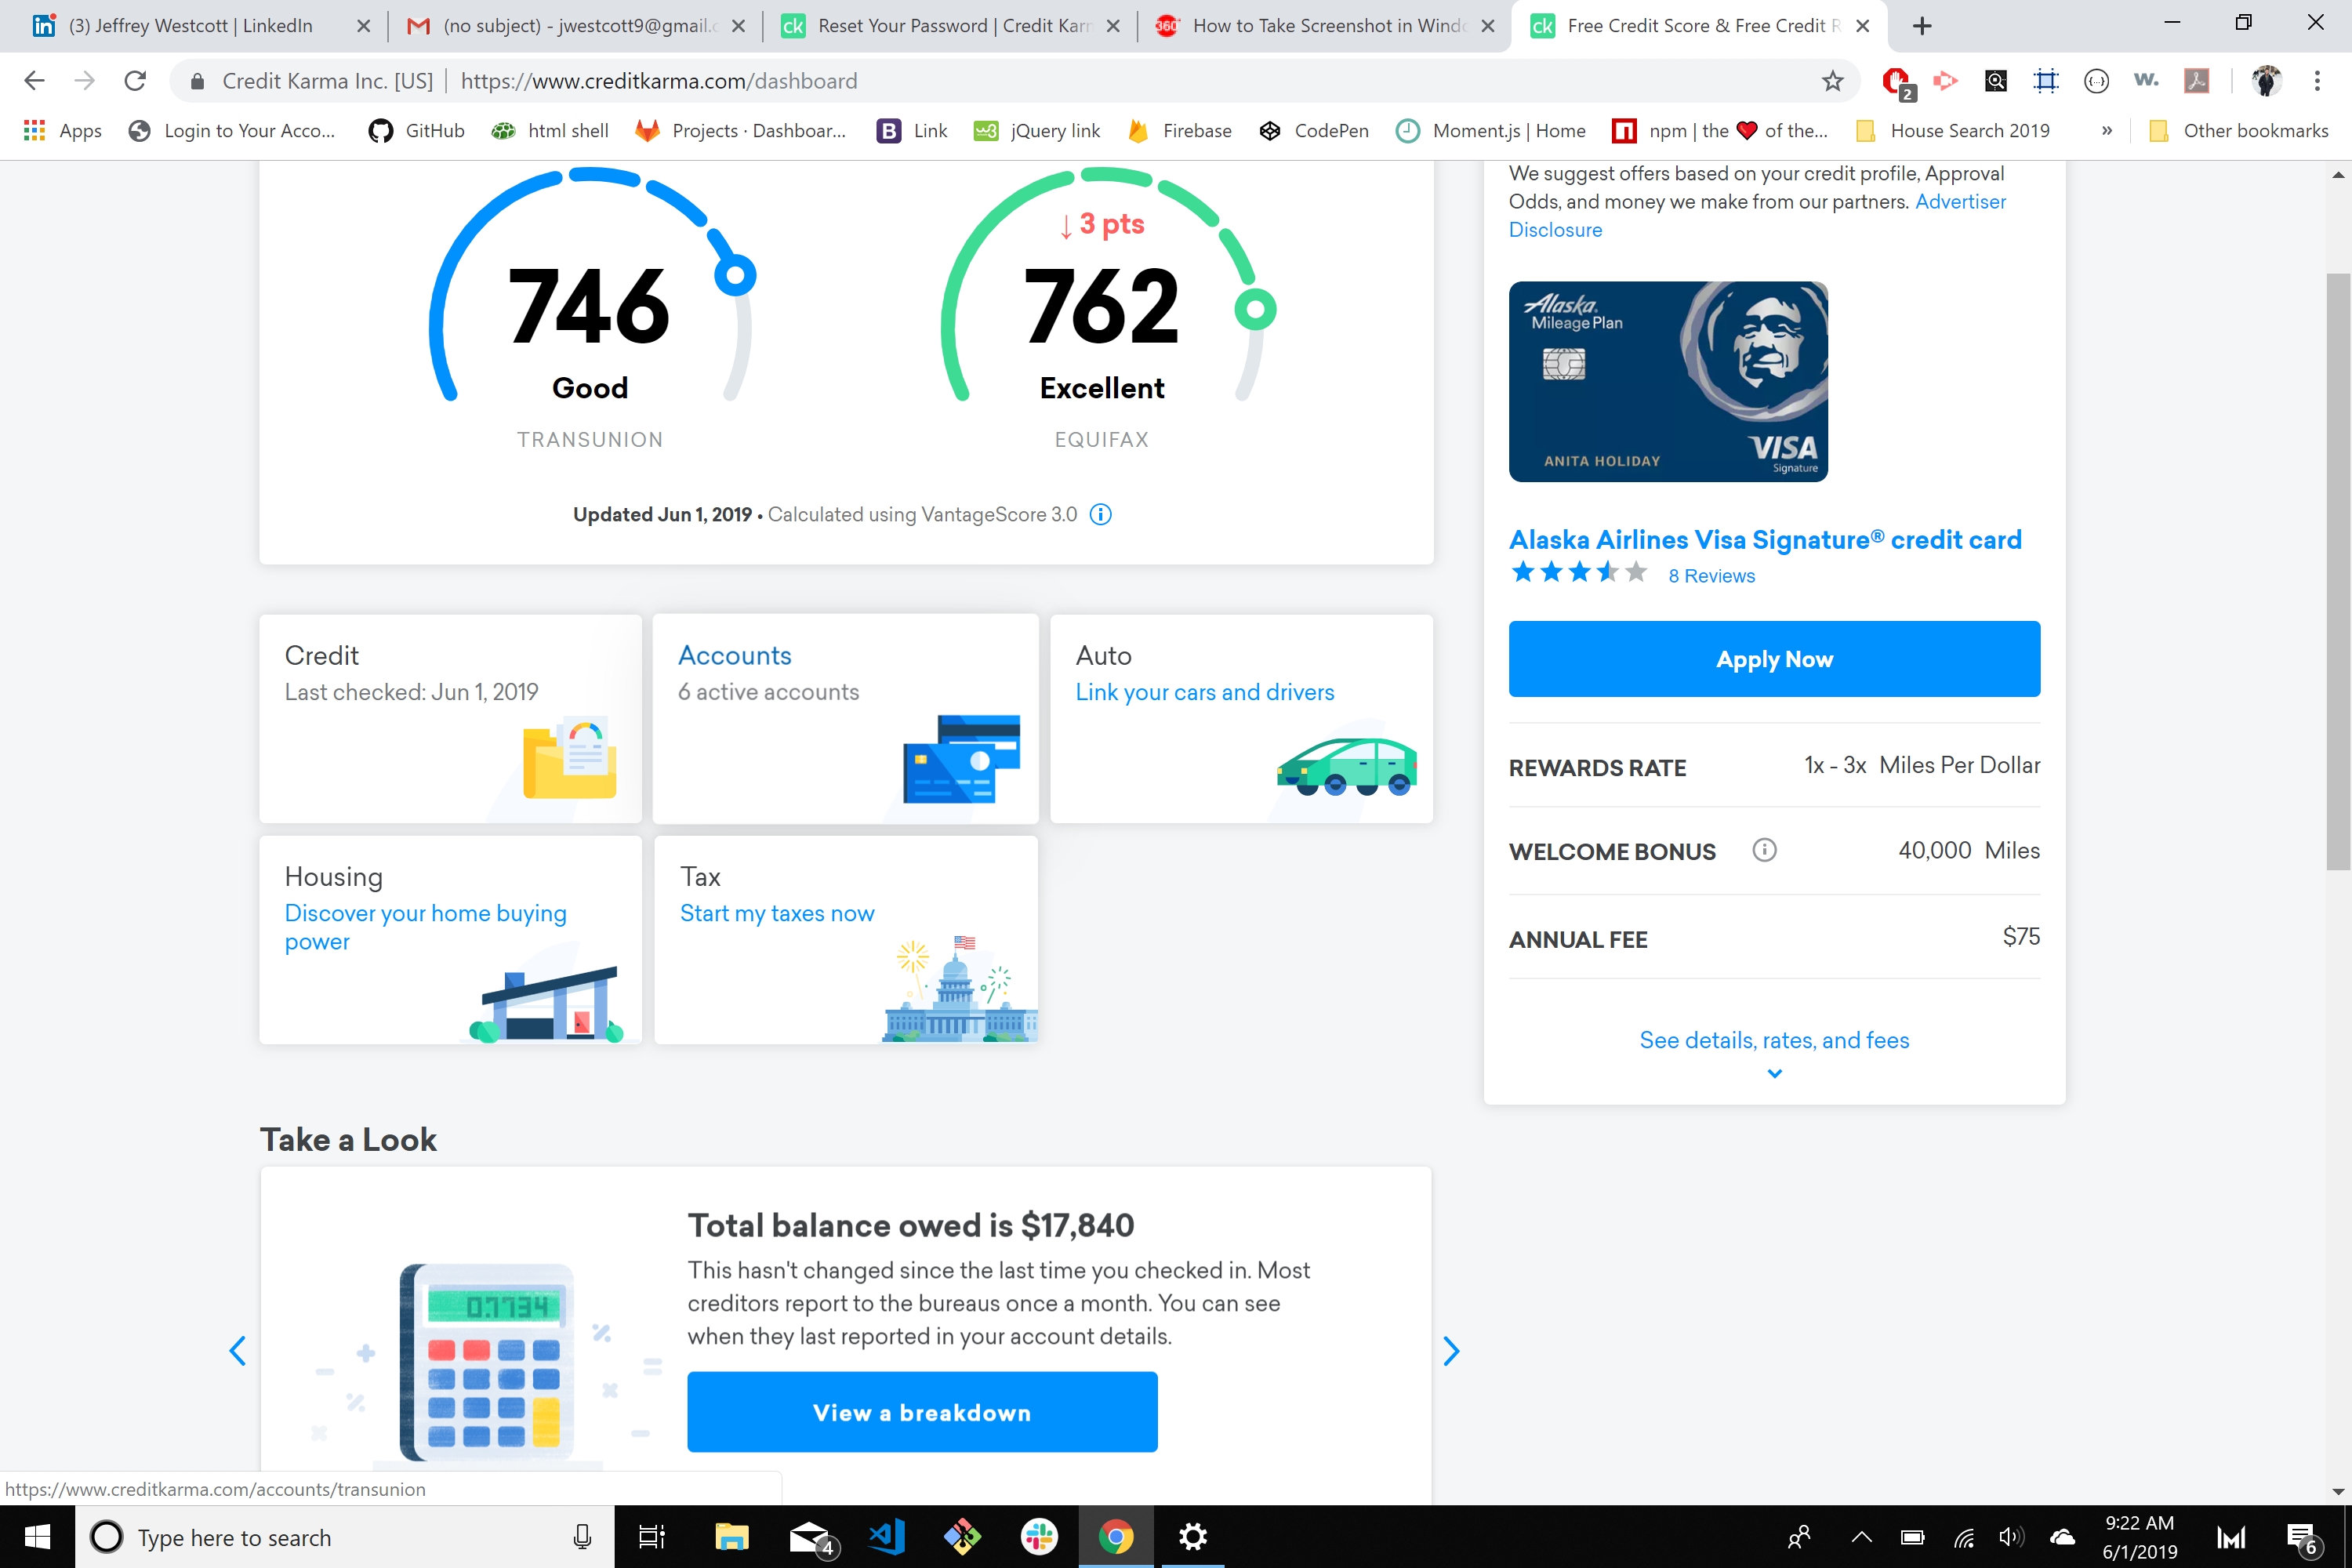 (3) Jeffrey Westcott | LinkedIn
(no subject) - jwestcott9@gmail.c
Reset Your Password | Credit Karm
How to Take Screenshot in Windo
Free Credit Score & Free Credit R
Credit Karma Inc. [US] | https://www.creditkarma.com/dashboard
2
w.
Apps
Login to Your Acco...
GitHub
html shell
Projects · Dashboar...
B Link
w3 jQuery link
Firebase
CodePen
Moment.js | Home
npm | the ❤ of the...
House Search 2019
»
Other bookmarks
↓ 3 pts
746
Good
TRANSUNION
762
Excellent
EQUIFAX
Updated Jun 1, 2019 • Calculated using VantageScore 3.0
Credit
Last checked: Jun 1, 2019
Accounts
6 active accounts
Auto
Link your cars and drivers
Housing
Discover your home buying
power
Tax
Start my taxes now
Take a Look
Total balance owed is $17,840
This hasn't changed since the last time you checked in. Most
creditors report to the bureaus once a month. You can see
when they last reported in your account details.
View a breakdown
0.7734
We suggest offers based on your credit profile, Approval
Odds, and money we make from our partners. Advertiser
Disclosure
Alaska
Mileage Plan
ANITA HOLIDAY
VISA
Signature
Alaska Airlines Visa Signature® credit card
8 Reviews
Apply Now
REWARDS RATE 1x - 3x Miles Per Dollar
WELCOME BONUS 40,000 Miles
ANNUAL FEE $75
See details, rates, and fees
https://www.creditkarma.com/accounts/transunion
Type here to search
4
9:22 AM
6/1/2019
6